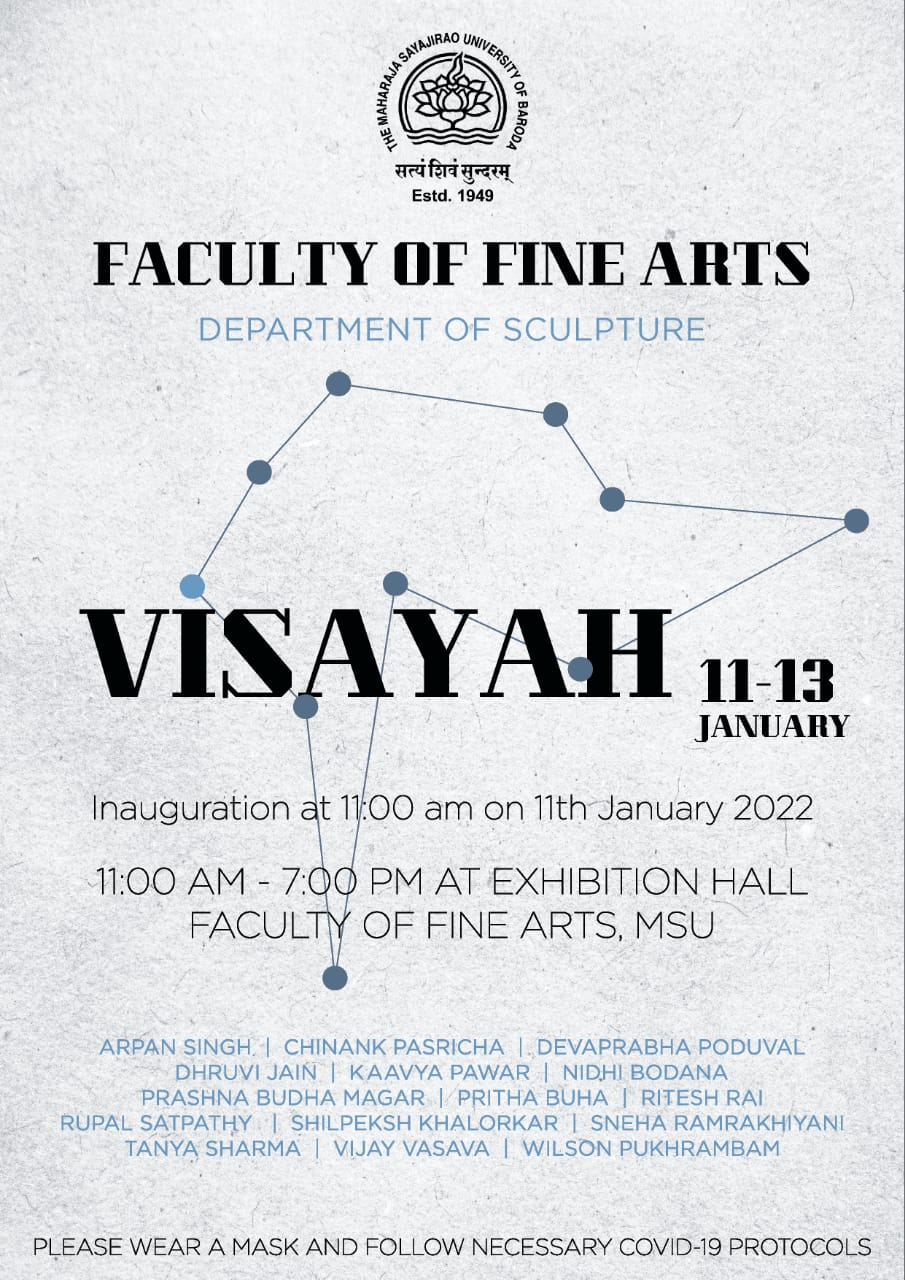 THE MAHARAJA SAYAJIRAO UNIVERSITY OF BARODA
सत्यं शिवं सुन्दरम्
Estd. 1949
FACULTY OF FINE ARTS
DEPARTMENT OF SCULPTURE
VISAYAH
11-13
JANUARY
Inauguration at 11:00 am on 11th January 2022
11:00 AM - 7:00 PM AT EXHIBITION HALL
FACULTY OF FINE ARTS, MSU
ARPAN SINGH | CHINANK PASRICHA | DEVAPRABHA PODUVAL
DHRUVI JAIN | KAAVYA PAWAR | NIDHI BODANA
PRASHNA BUDHA MAGAR | PRITHA BUHA | RITESH RAI
RUPAL SATPATHY | SHILPEKSH KHALORKAR | SNEHA RAMRAKHIYANI
TANYA SHARMA | VIJAY VASAVA | WILSON PUKHRAMBAM
PLEASE WEAR A MASK AND FOLLOW NECESSARY COVID-19 PROTOCOLS